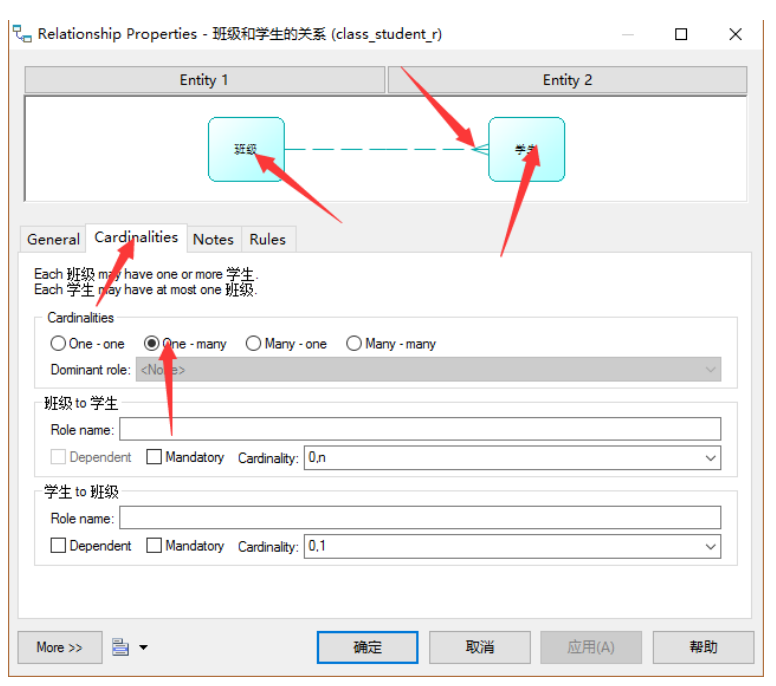 Relationship Properties - 班级和学生的关系 (class_student_r)
Entity 1 Entity 2
班级 学生
General Cardinalities Notes Rules
Each 班级 may have one or more 学生.
Each 学生 may have at most one 班级.
Cardinalities
One - one One - many Many - one Many - many
Dominant role: <None>
班级 to 学生
Role name:
Dependent Mandatory Cardinality: 0,n
学生 to 班级
Role name:
Dependent Mandatory Cardinality: 0,1
More >> 确定 取消 应用(A) 帮助